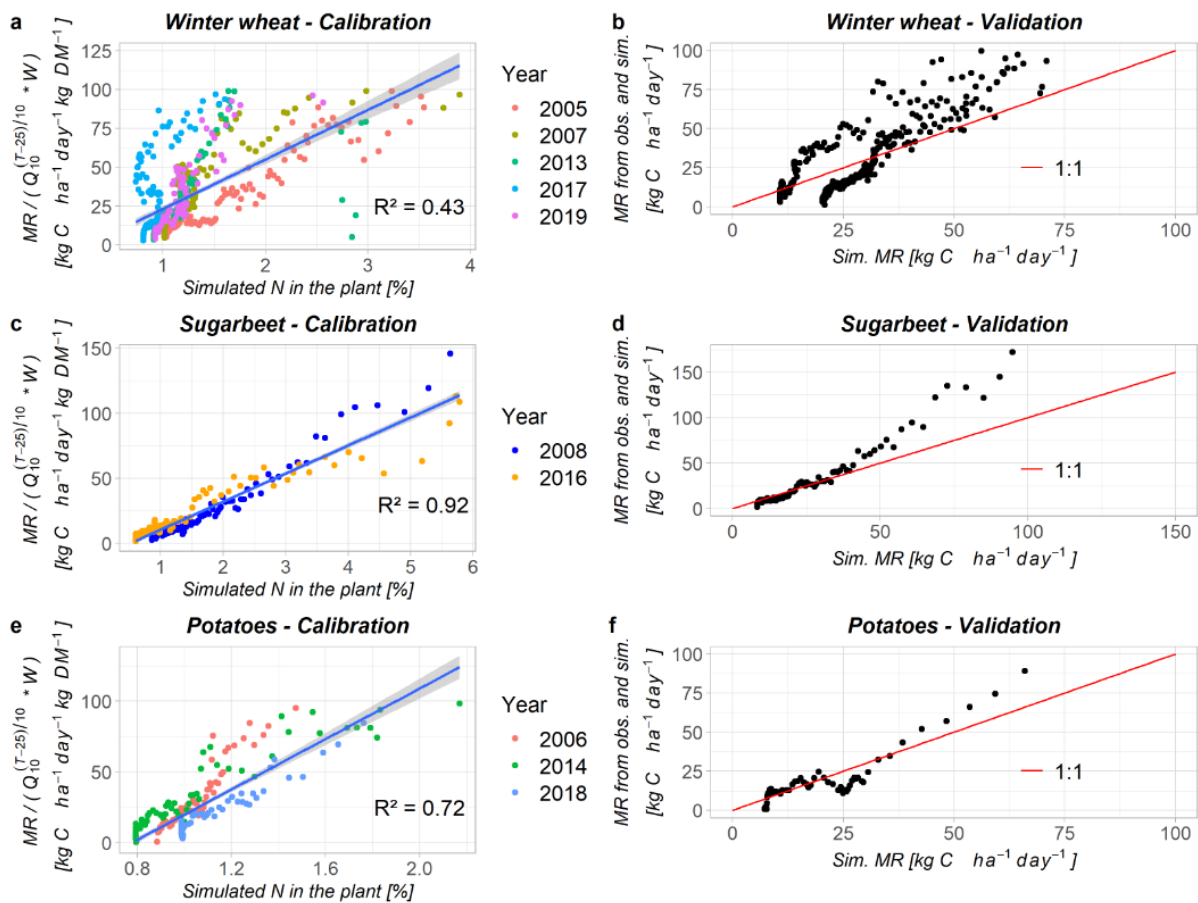 a Winter wheat - Calibration
MR / ( Q10^(T−25)/10 * W)
[kg C ha−1 day−1 kg DM−1 ]
125
100
75
50
25
0
R² = 0.43
1 2 3 4
Simulated N in the plant [%]
Year
2005
2007
2013
2017
2019
b Winter wheat - Validation
MR from obs. and sim.
[kg C ha−1 day−1 ]
100
75
50
25
0
1:1
0 25 50 75 100
Sim. MR [kg C ha−1 day−1 ]
c Sugarbeet - Calibration
MR / ( Q10^(T−25)/10 * W)
[kg C ha−1 day−1 kg DM−1 ]
150
100
50
0
R² = 0.92
1 2 3 4 5 6
Simulated N in the plant [%]
Year
2008
2016
d Sugarbeet - Validation
MR from obs. and sim.
[kg C ha−1 day−1 ]
150
100
50
0
1:1
0 50 100 150
Sim. MR [kg C ha−1 day−1 ]
e Potatoes - Calibration
MR / ( Q10^(T−25)/10 * W)
[kg C ha−1 day−1 kg DM−1 ]
100
50
0
R² = 0.72
0.8 1.2 1.6 2.0
Simulated N in the plant [%]
Year
2006
2014
2018
f Potatoes - Validation
MR from obs. and sim.
[kg C ha−1 day−1 ]
100
75
50
25
0
1:1
0 25 50 75 100
Sim. MR [kg C ha−1 day−1 ]